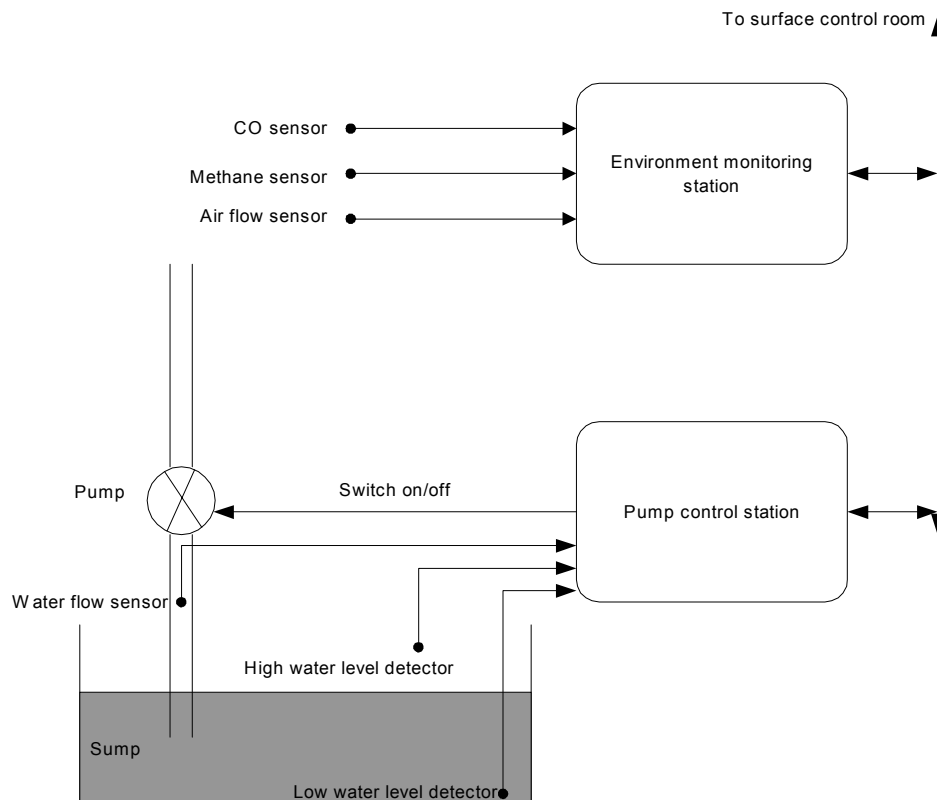 To surface control room
CO sensor
Methane sensor
Air flow sensor
Environment monitoring
station
Pump
Switch on/off
Pump control station
Water flow sensor
High water level detector
Sump
Low water level detector